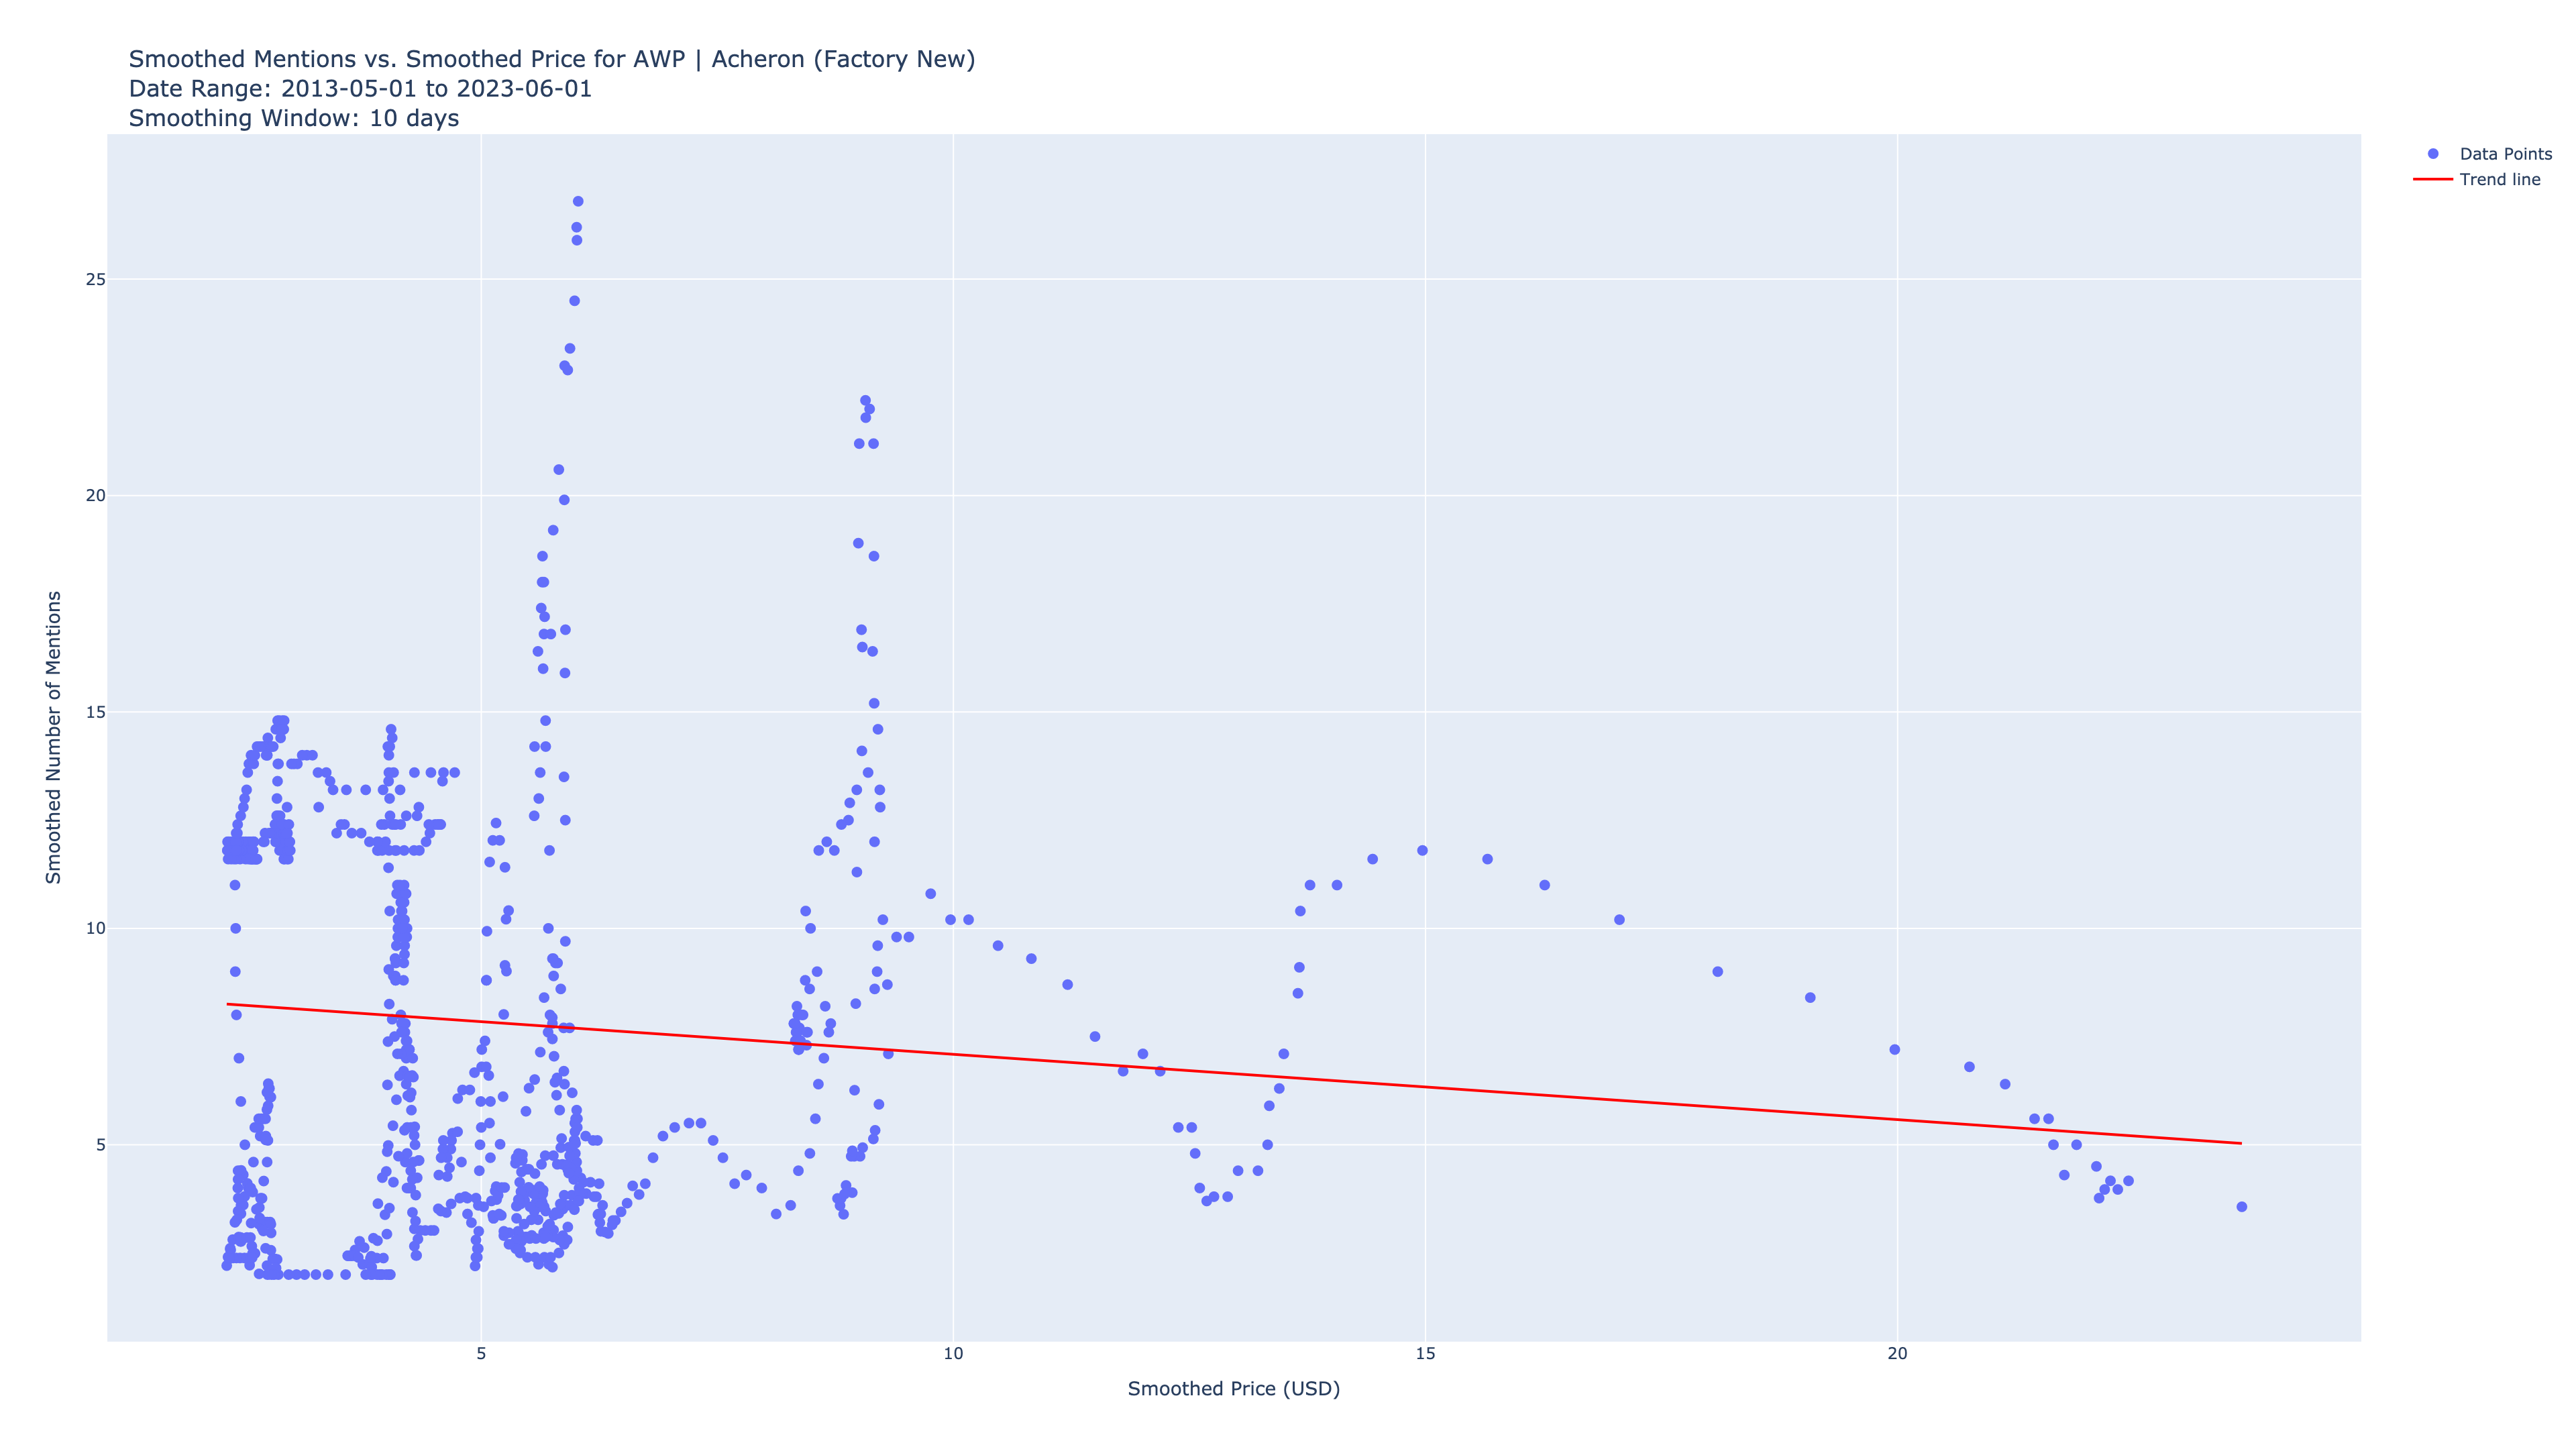 Smoothed Mentions vs. Smoothed Price for AWP | Acheron (Factory New)
Date Range: 2013-05-01 to 2023-06-01
Smoothing Window: 10 days
Data Points
Trend line
25
20
15
10
5
Smoothed Number of Mentions
5
10
15
20
Smoothed Price (USD)